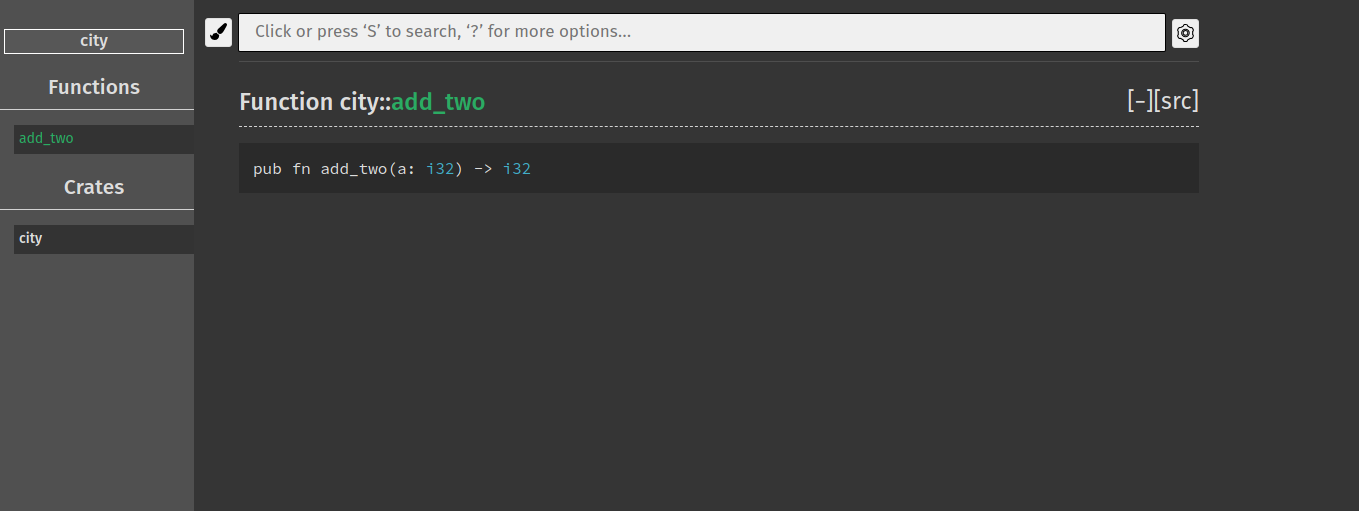 city
Functions
add_two
Crates
city
Click or press ‘S’ to search, ‘?’ for more options…
Function city::add_two
[−][src]
pub fn add_two(a: i32) -> i32